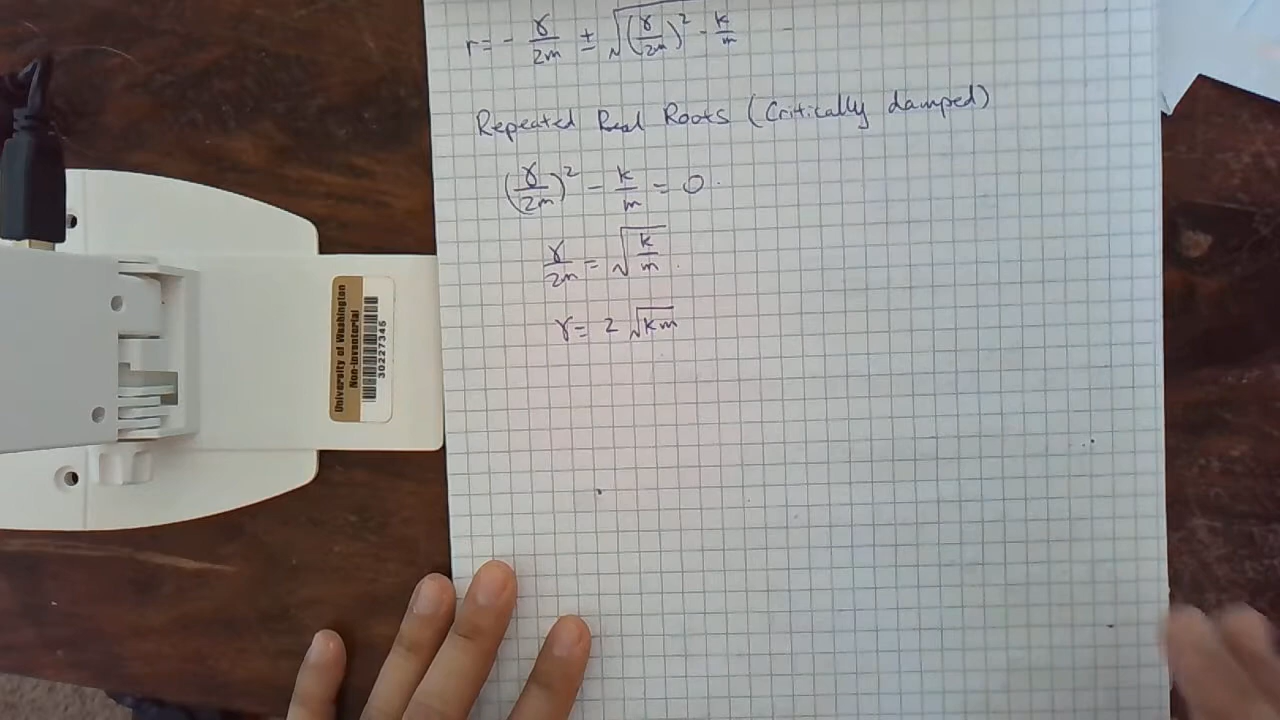 r = - γ/2m ± √((γ/2m)² - k/m)
Repeated Real Roots (Critically damped)
(γ/2m)² - k/m = 0.
γ/2m = √(k/m).
γ = 2 √km
University of Washington
Non-Inventorial
30227345